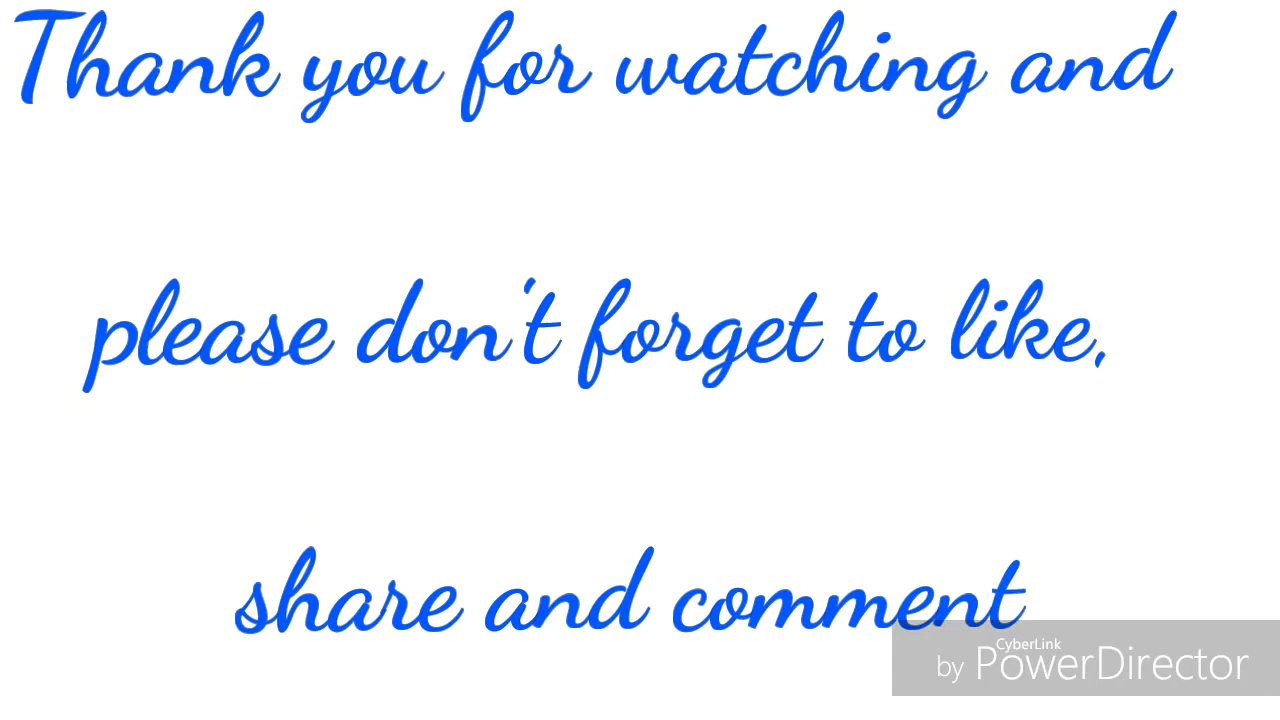 Thank you for watching and
please don't forget to like,
share and comment
CyberLink
by PowerDirector